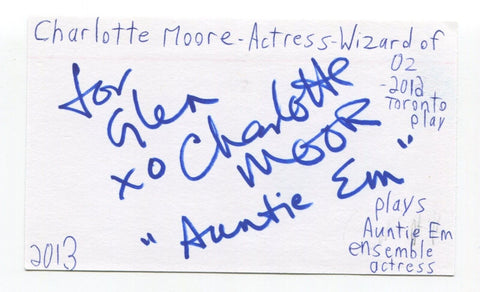 Charlotte Moore-Actress-Wizard of
Oz
-2012
Toronto
play
for
Glen
xo Charlotte
Moor
"Auntie Em"
plays
Auntie Em
ensemble
actress
2013